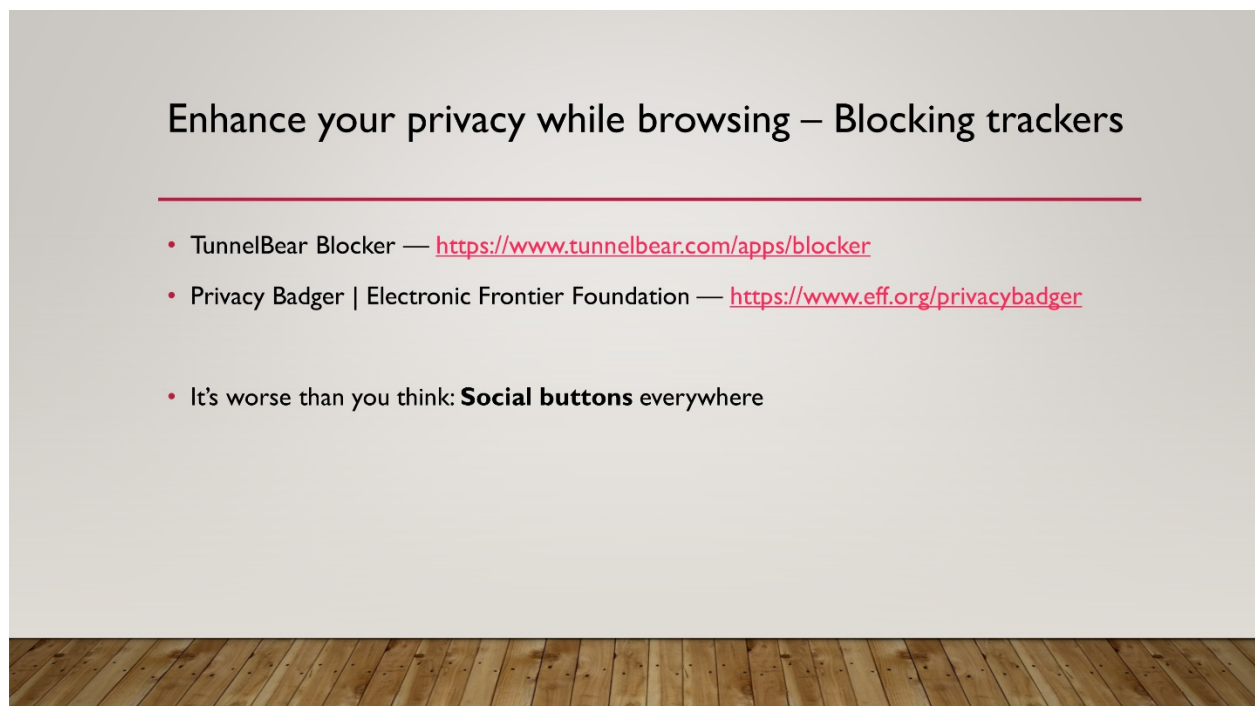 Enhance your privacy while browsing – Blocking trackers
• TunnelBear Blocker — https://www.tunnelbear.com/apps/blocker
• Privacy Badger | Electronic Frontier Foundation — https://www.eff.org/privacybadger
• It’s worse than you think: Social buttons everywhere